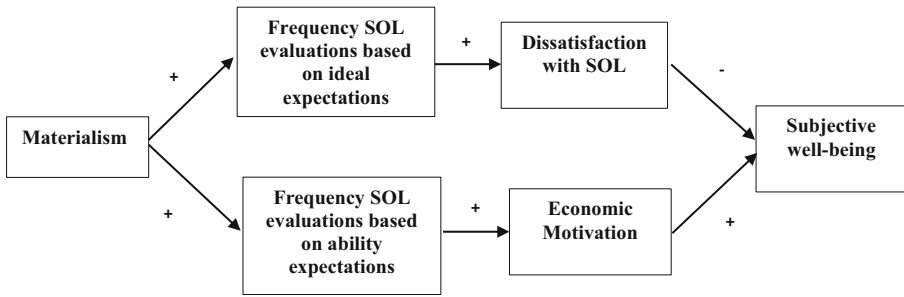 Frequency SOL
evaluations based
on ideal
expectations
+
+
Dissatisfaction
with SOL
-
Materialism
Subjective
well-being
+
Frequency SOL
evaluations based
on ability
expectations
+
Economic
Motivation
+